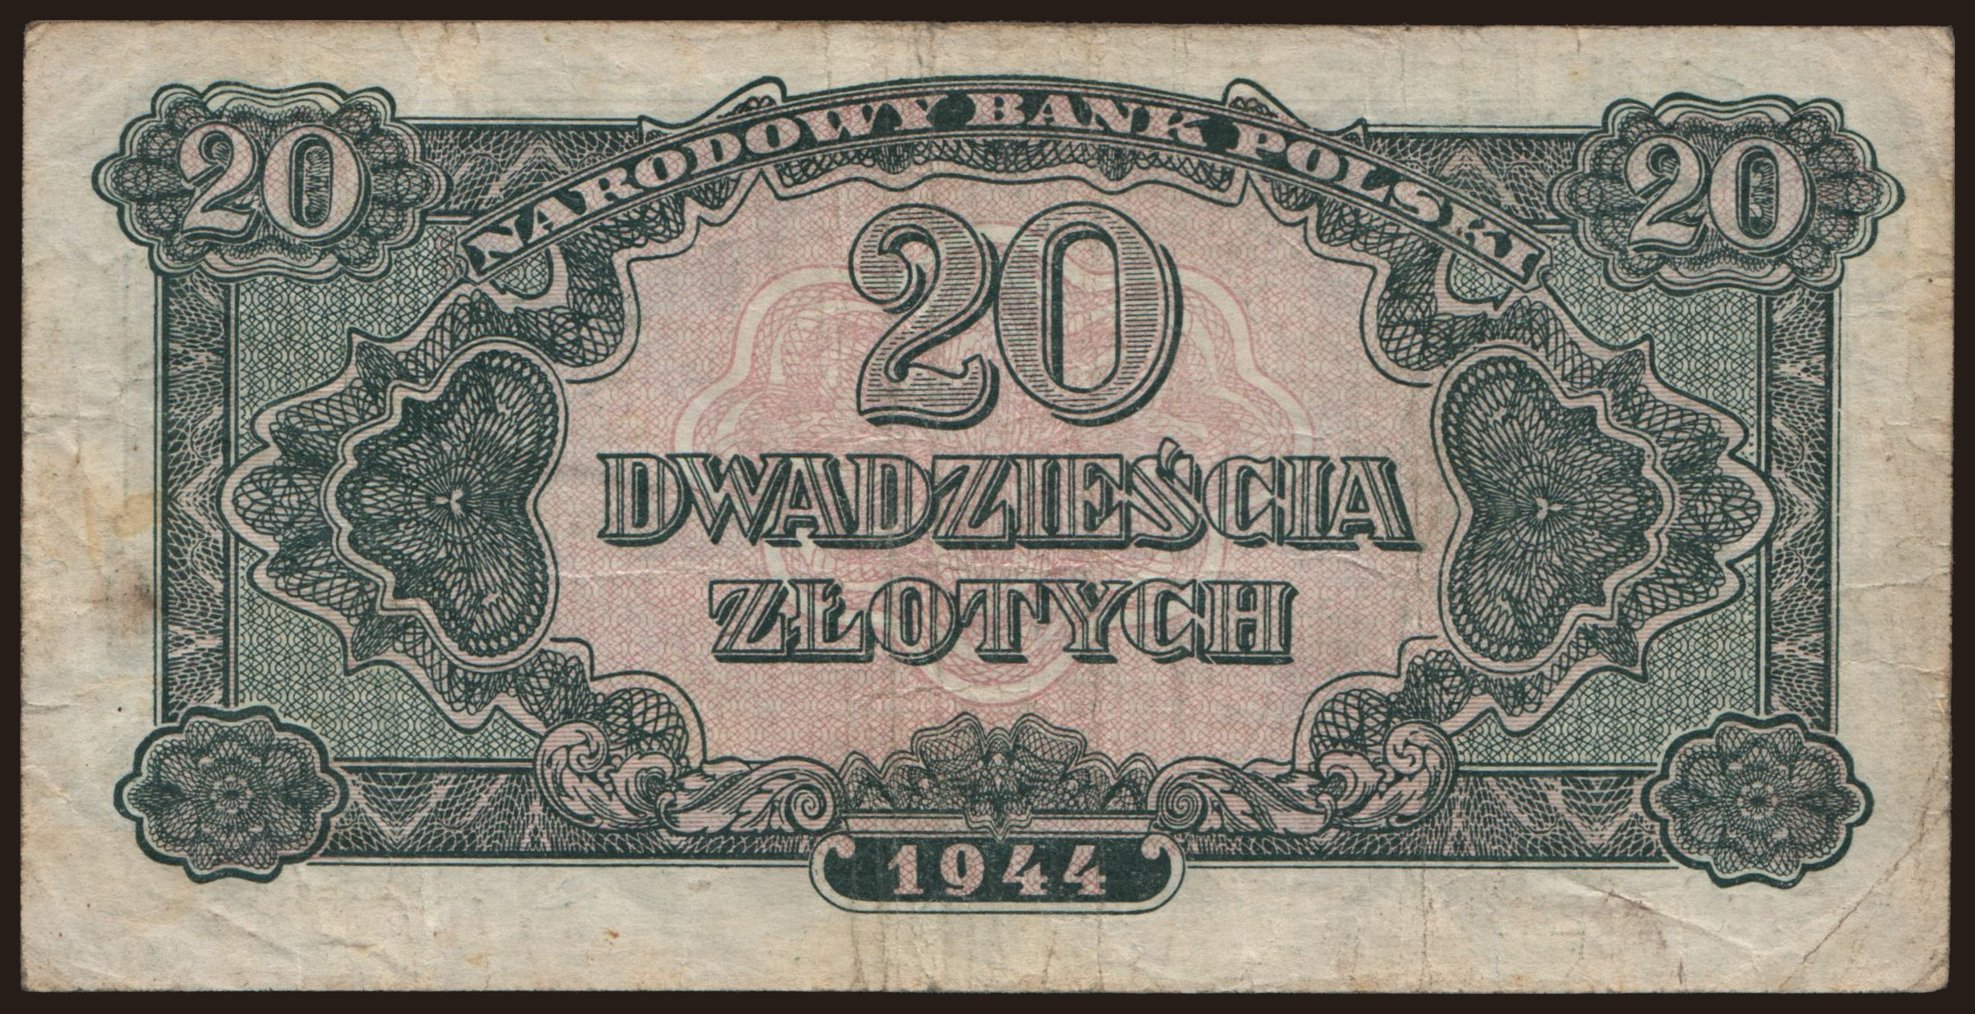 NARODOWY BANK POLSKI
20 20
20
DWADZIEŚCIA
ZŁOTYCH
1944